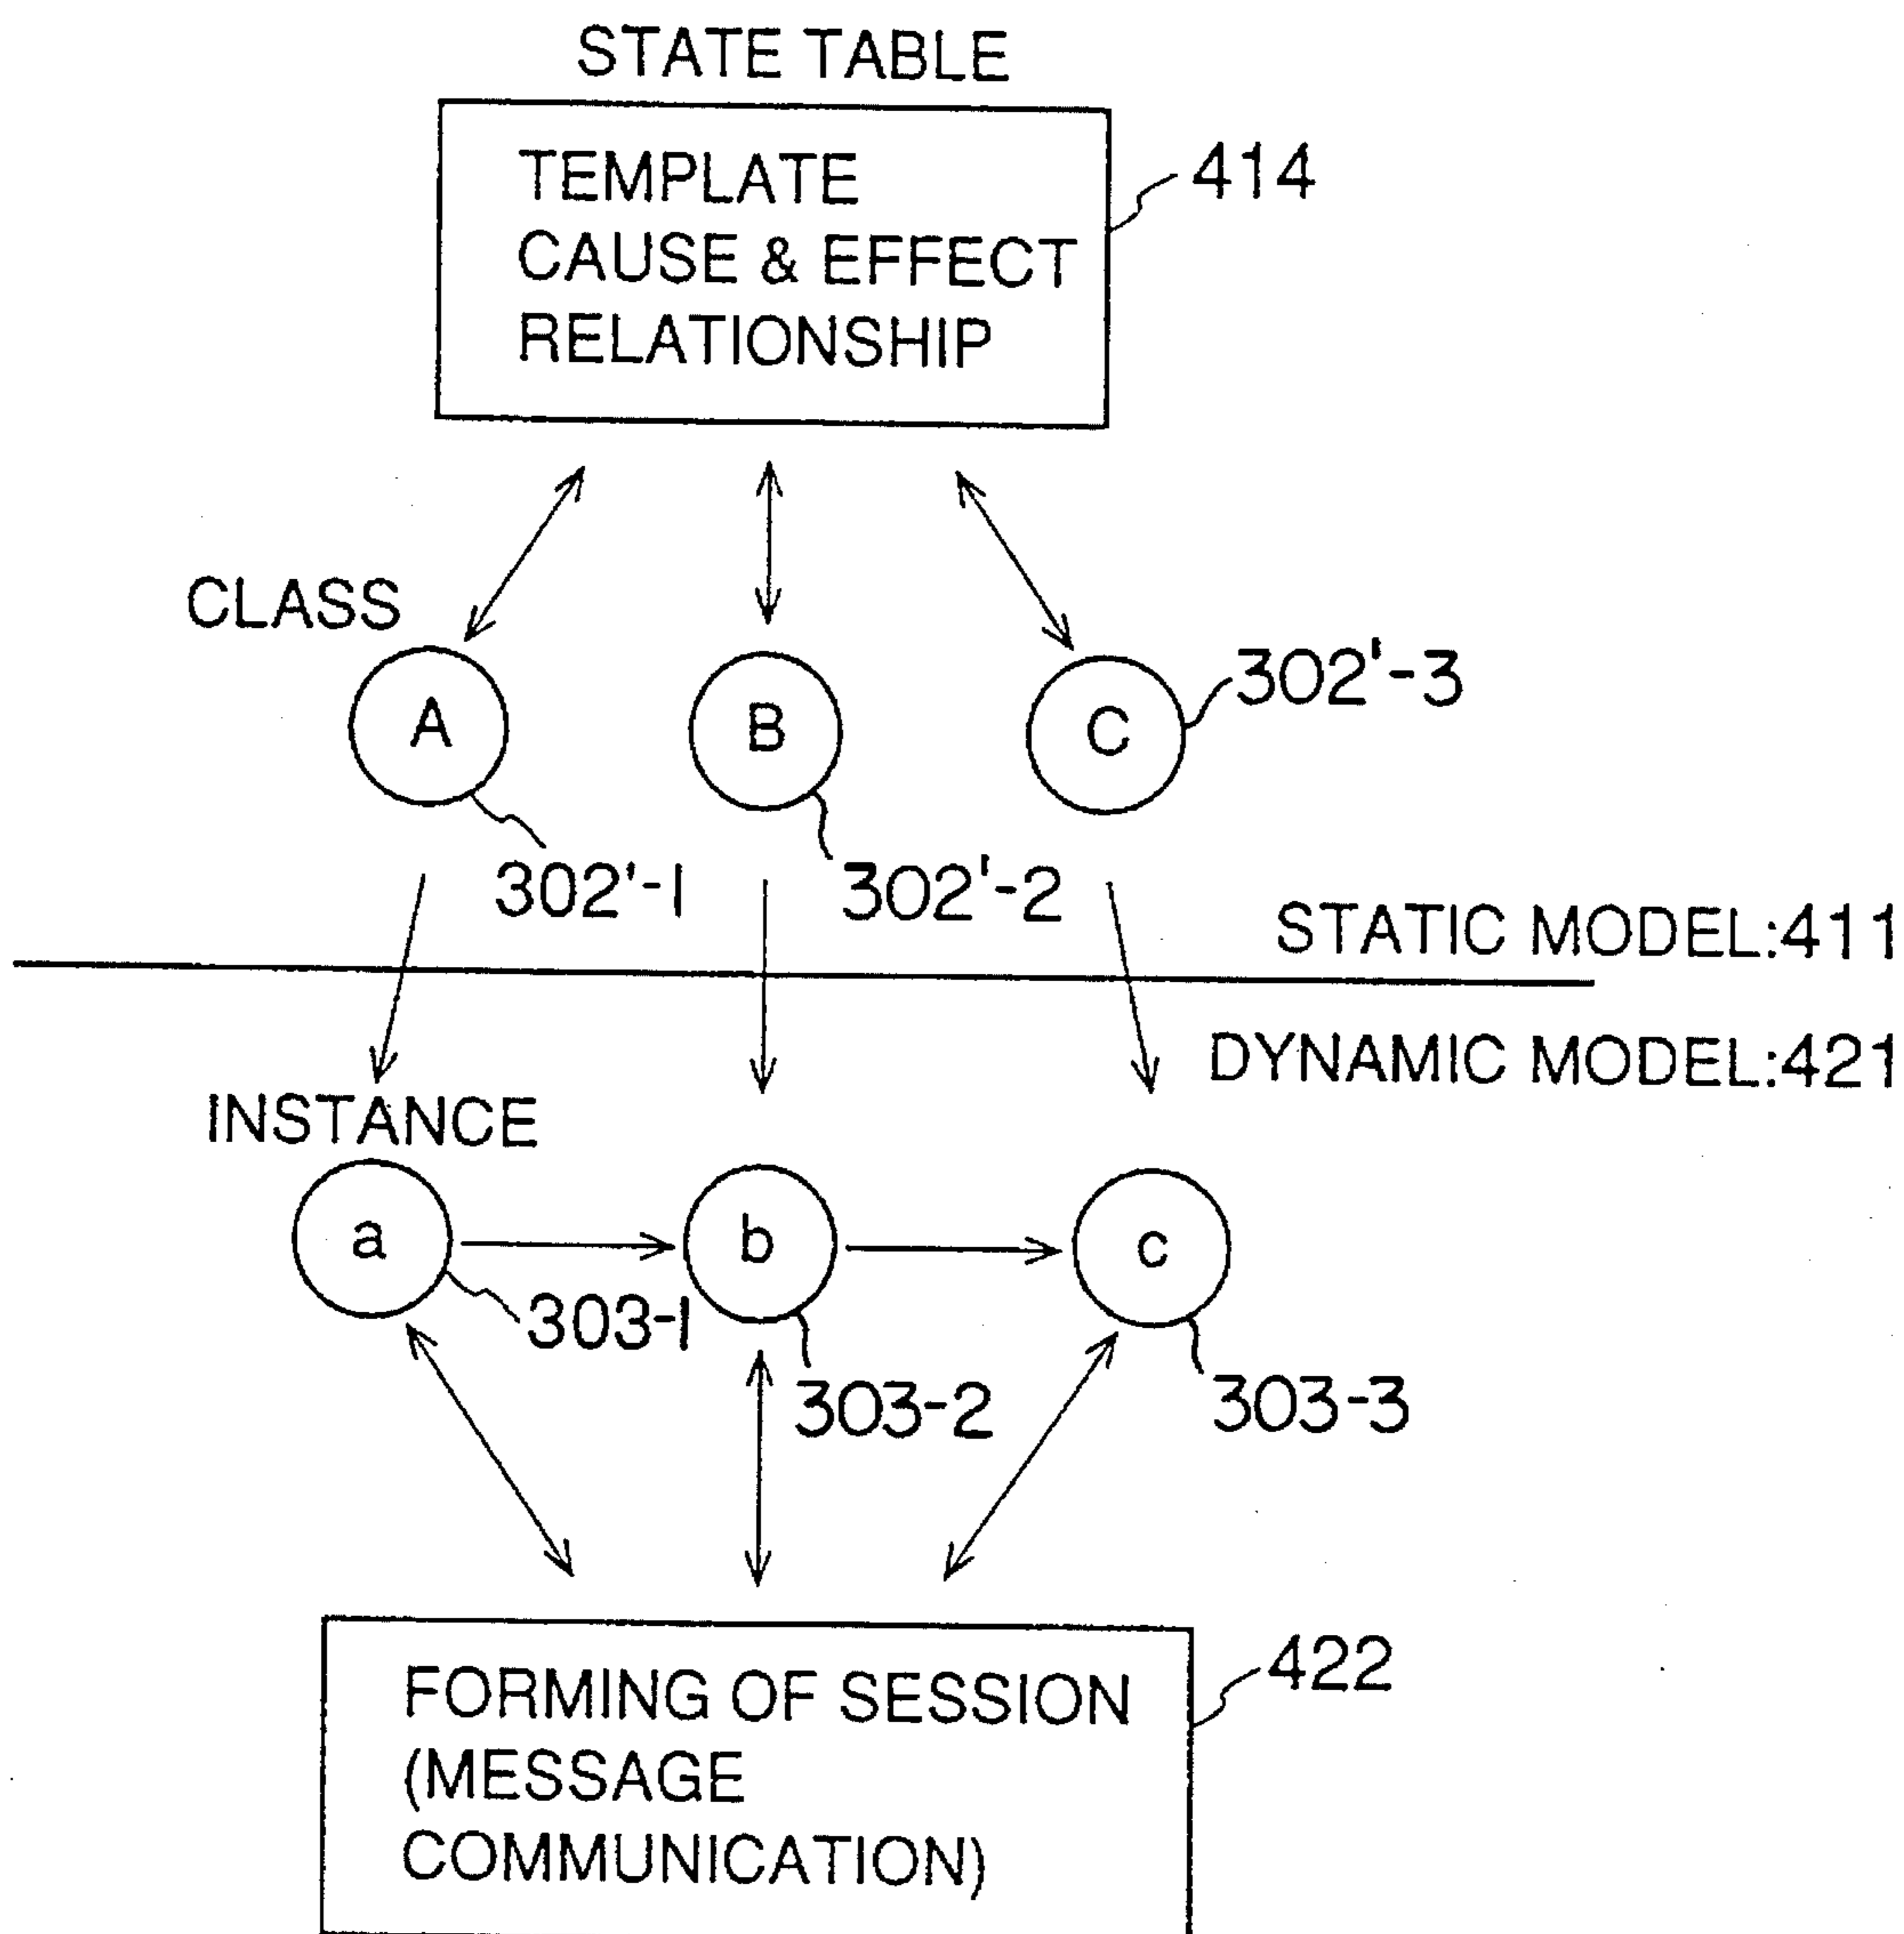 STATE TABLE
TEMPLATE
CAUSE & EFFECT
RELATIONSHIP
414
CLASS
A
B
C
302'-3
302'-1
302'-2
STATIC MODEL:411
DYNAMIC MODEL:421
INSTANCE
a
b
c
303-1
303-2
303-3
FORMING OF SESSION
(MESSAGE
COMMUNICATION)
422